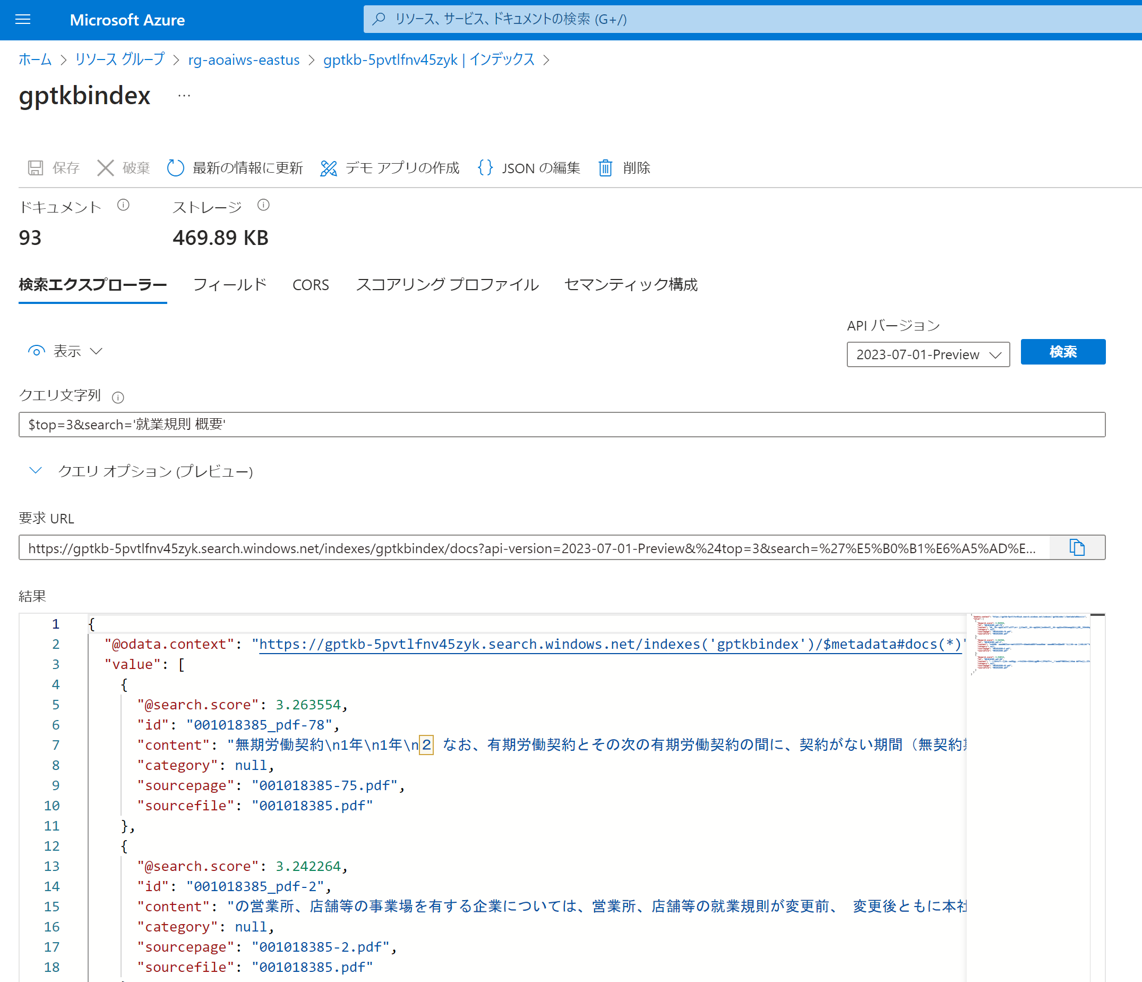 Microsoft Azure
リソース、サービス、ドキュメントの検索 (G+/)
ホーム > リソース グループ > rg-aoaiws-eastus > gptkb-5pvtlfnv45zyk | インデックス >
gptkbindex ...
保存 破棄 最新の情報に更新 デモ アプリの作成 {} JSON の編集 削除
ドキュメント ストレージ
93 469.89 KB
検索エクスプローラー フィールド CORS スコアリング プロファイル セマンティック構成
API バージョン
表示 2023-07-01-Preview 検索
クエリ文字列
$top=3&search='就業規則 概要'
クエリ オプション (プレビュー)
要求 URL
https://gptkb-5pvtlfnv45zyk.search.windows.net/indexes/gptkbindex/docs?api-version=2023-07-01-Preview&%24top=3&search=%27%E5%B0%B1%E6%A5%AD%E...
結果
1 {
2 "@odata.context": "https://gptkb-5pvtlfnv45zyk.search.windows.net/indexes('gptkbindex')/$metadata#docs(*)"
3 "value": [
4 {
5 "@search.score": 3.263554,
6 "id": "001018385_pdf-78",
7 "content": "無期労働契約\n1年\n1年\n2 なお、有期労働契約とその次の有期労働契約の間に、契約がない期間（無契約
8 "category": null,
9 "sourcepage": "001018385-75.pdf",
10 "sourcefile": "001018385.pdf"
11 },
12 {
13 "@search.score": 3.242264,
14 "id": "001018385_pdf-2",
15 "content": "の営業所、店舗等の事業場を有する企業については、営業所、店舗等の就業規則が変更前、 変更後ともに本社
16 "category": null,
17 "sourcepage": "001018385-2.pdf",
18 "sourcefile": "001018385.pdf"